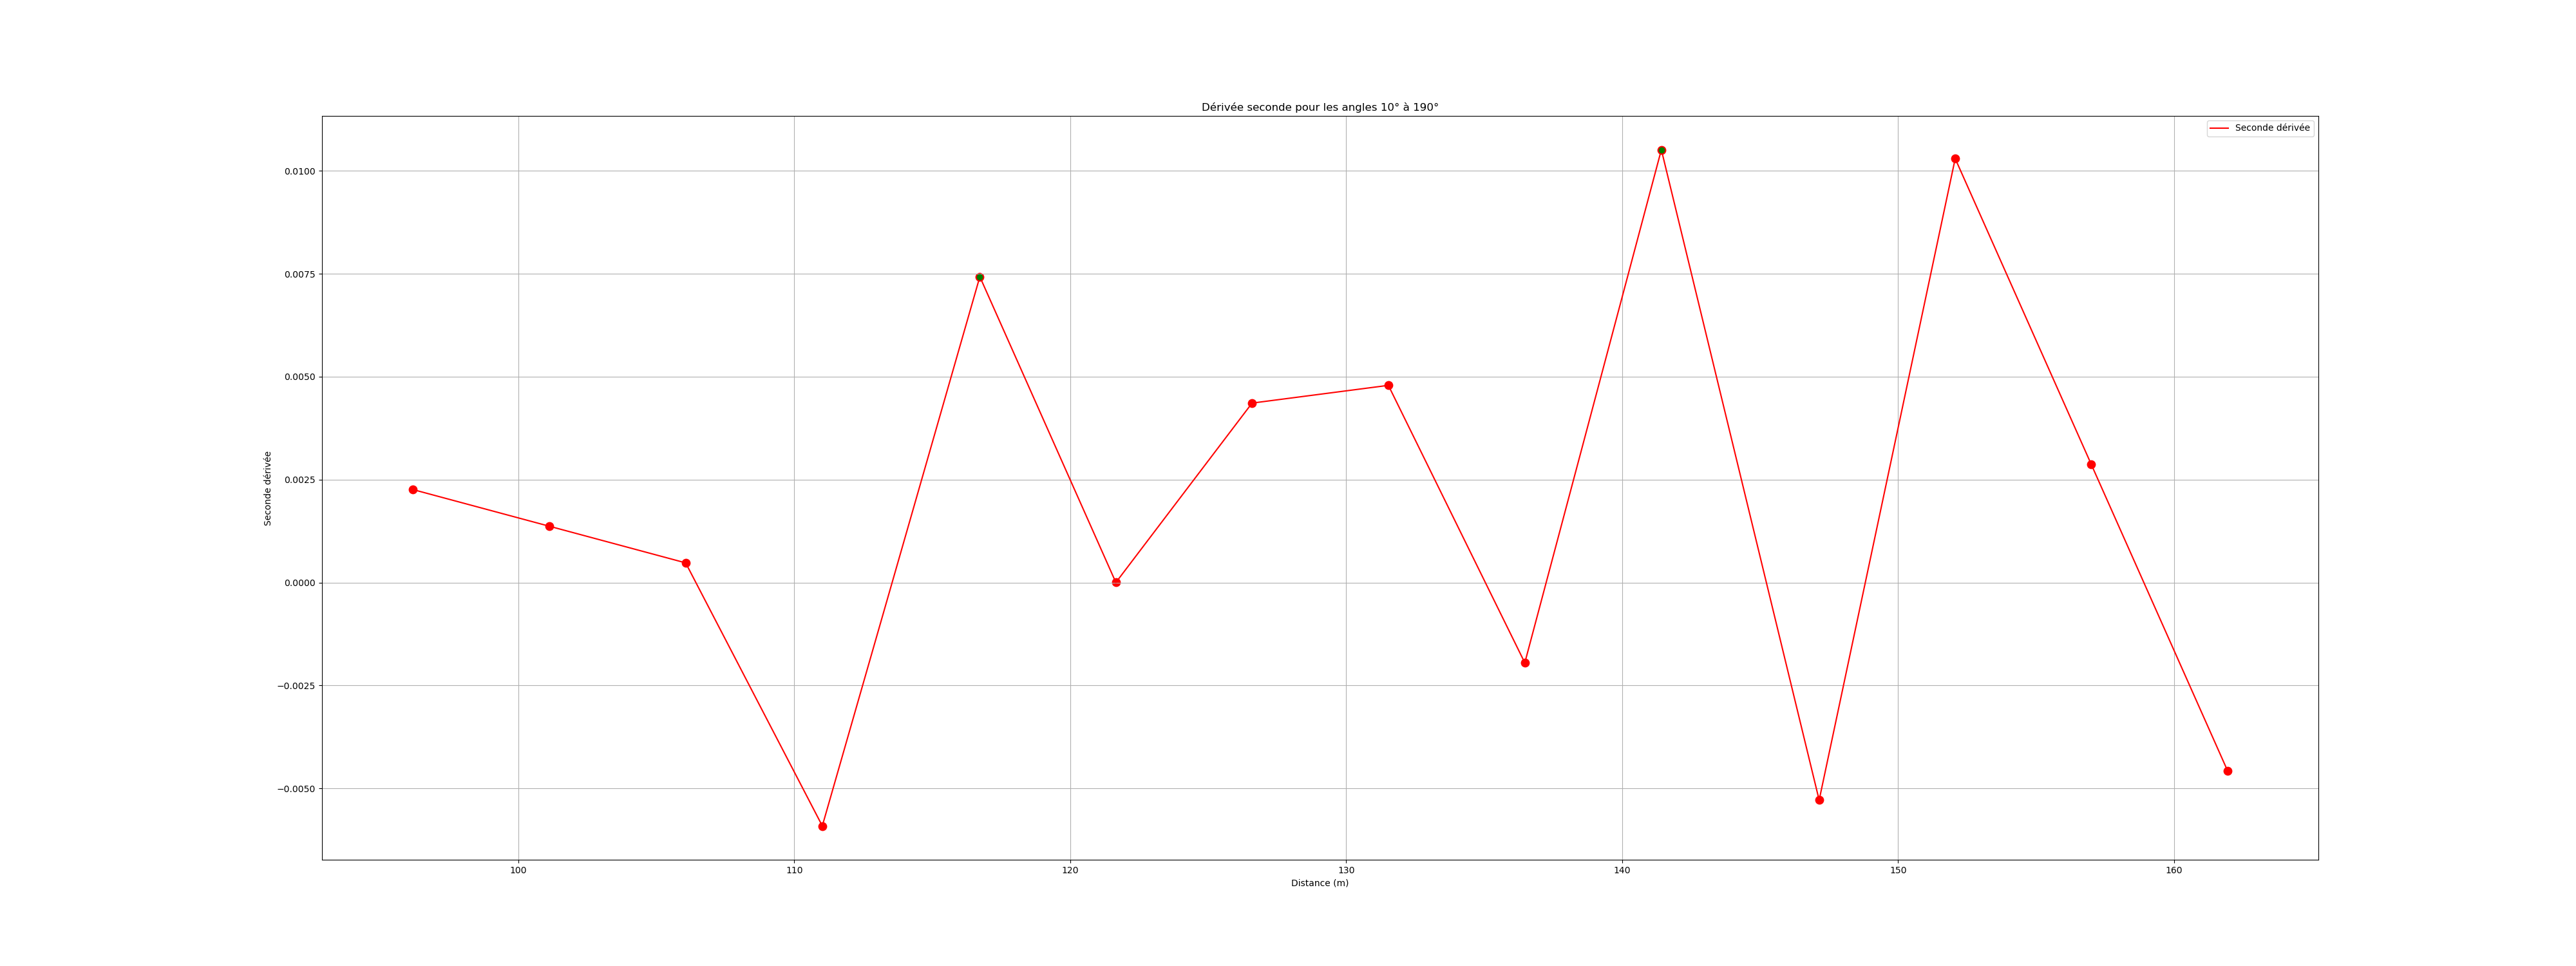 Dérivée seconde pour les angles 10° à 190°
Seconde dérivée
0.0100
0.0075
0.0050
0.0025
0.0000
−0.0025
−0.0050
Seconde dérivée
100 110 120 130 140 150 160
Distance (m)